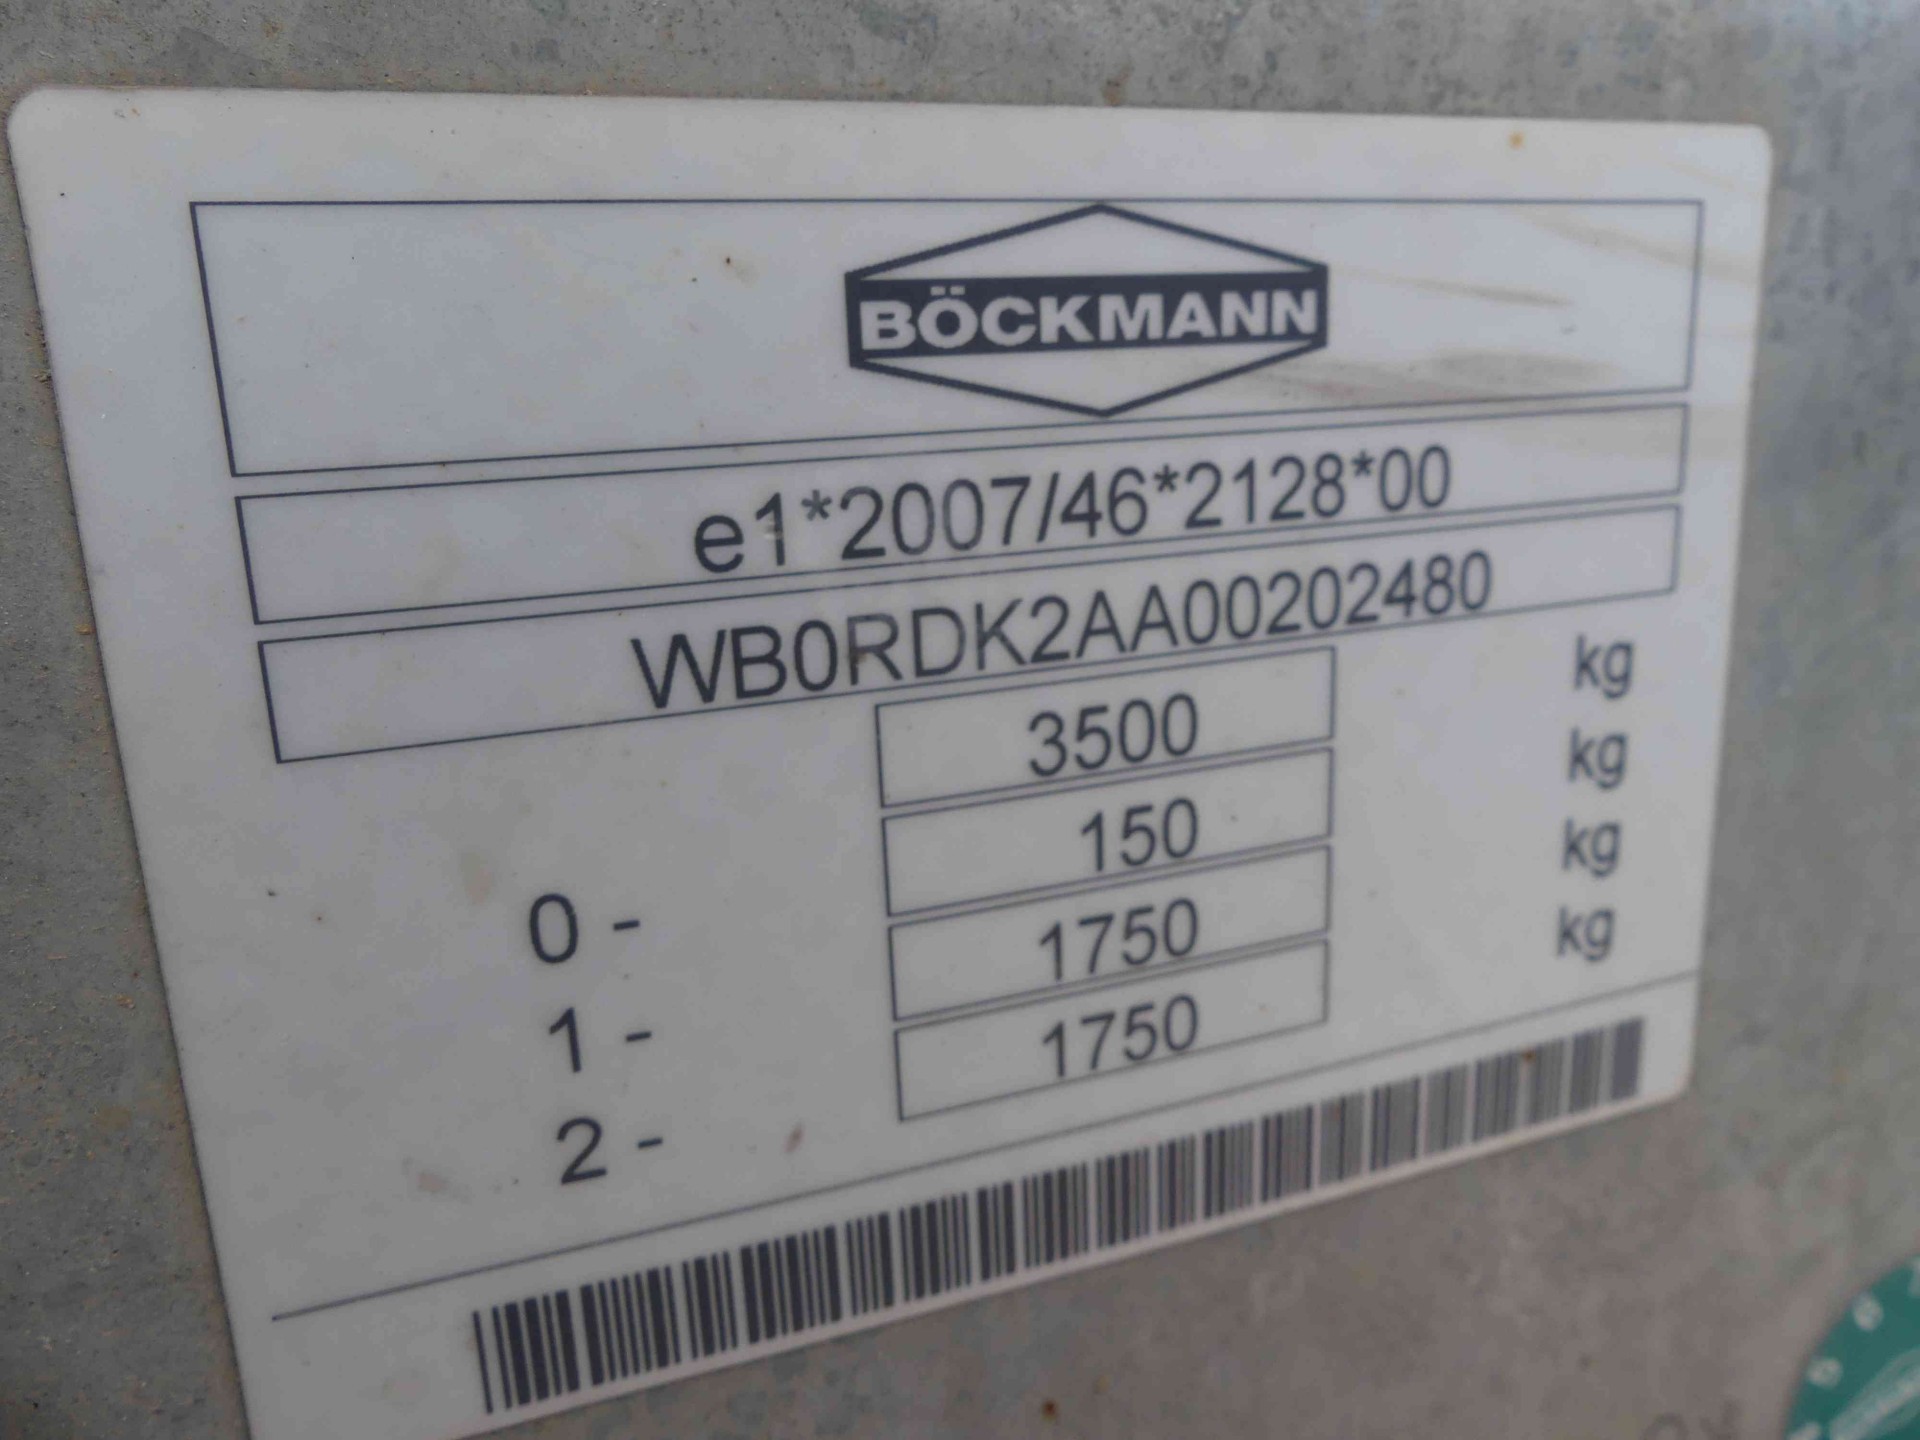 BÖCKMANN
e1*2007/46*2128*00
WB0RDK2AA00202480
3500 kg
0 - 150 kg
1 - 1750 kg
2 - 1750 kg